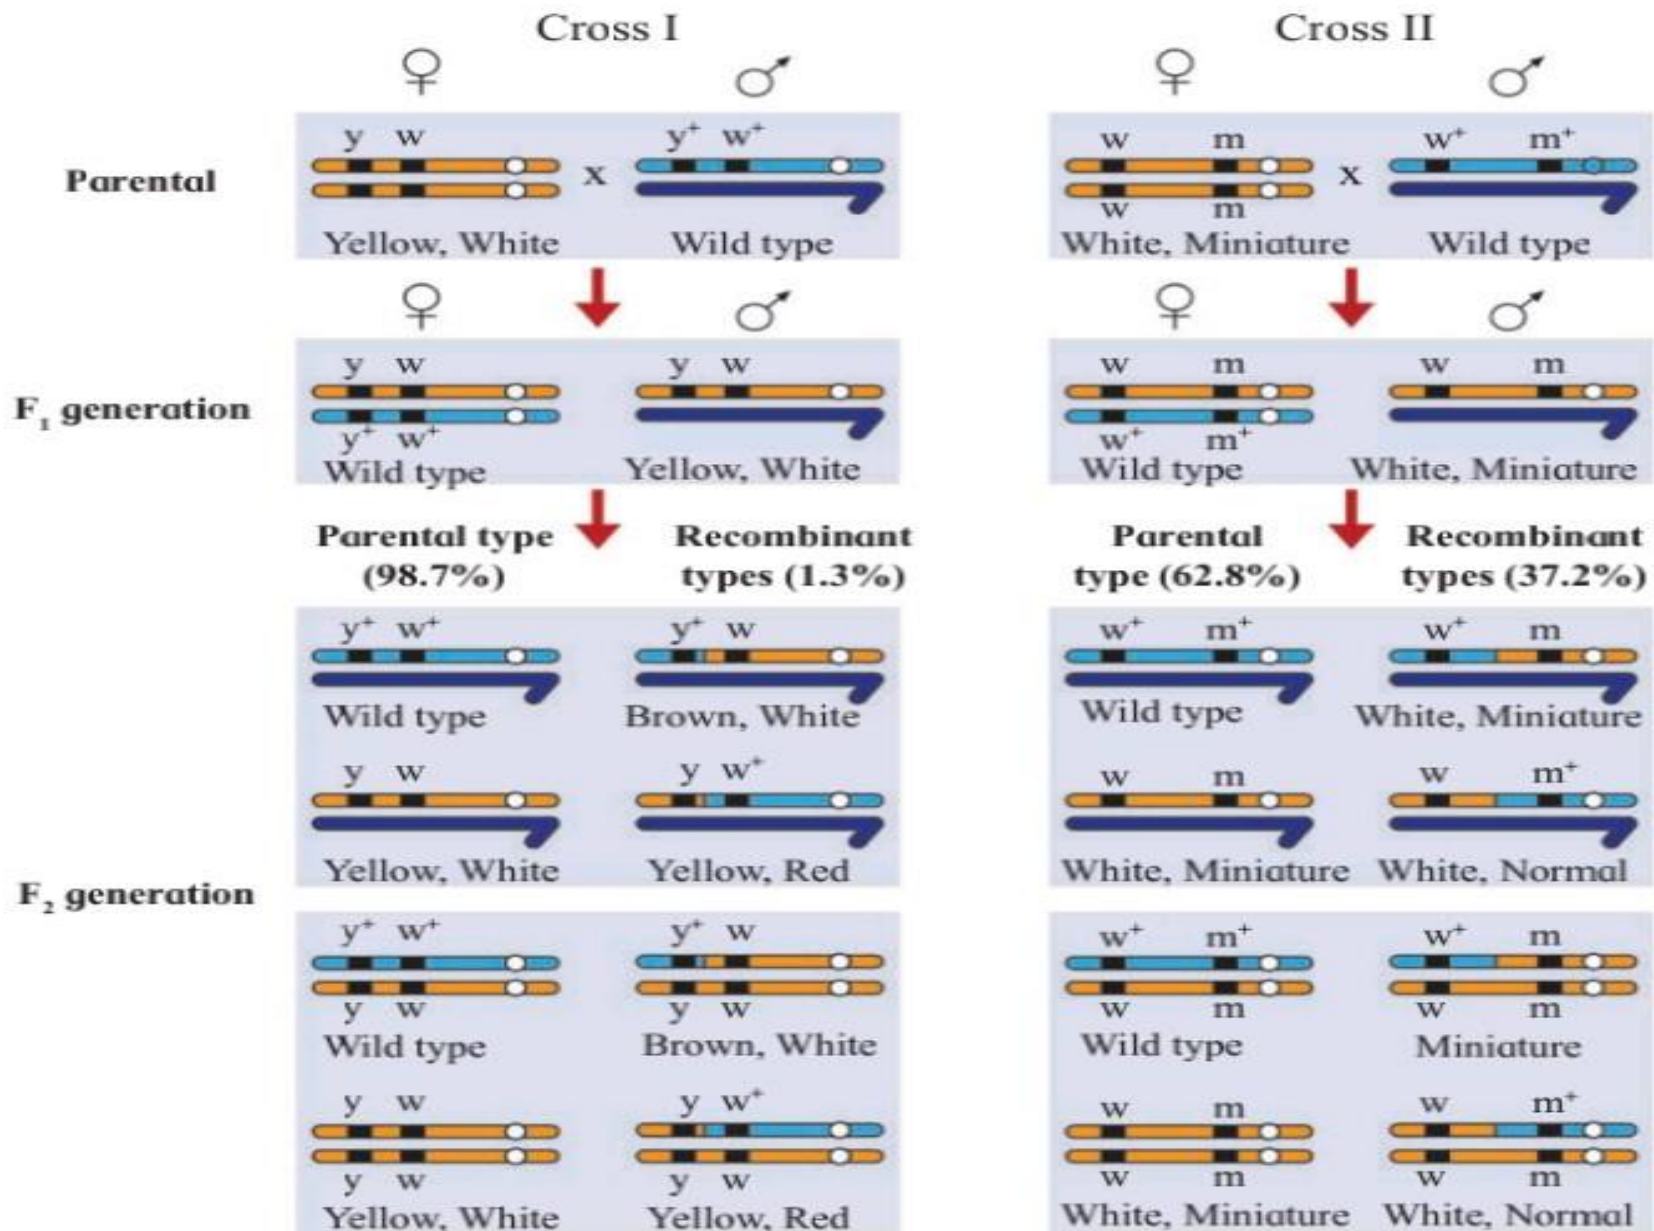 Cross I Cross II
♀ ♂ ♀ ♂
y w y⁺ w⁺ w m w⁺ m⁺
Parental x x
w m
Yellow, White Wild type White, Miniature Wild type
♀ ♂ ♀ ♂
y w y w w m w m
F₁ generation
y⁺ w⁺ w⁺ m⁺
Wild type Yellow, White Wild type White, Miniature
Parental type Recombinant Parental Recombinant
(98.7%) types (1.3%) type (62.8%) types (37.2%)
y⁺ w⁺ y⁺ w w⁺ m⁺ w⁺ m
Wild type Brown, White Wild type White, Miniature
y w y w⁺ w m w m⁺
Yellow, White Yellow, Red White, Miniature White, Normal
F₂ generation
y⁺ w⁺ y⁺ w w⁺ m⁺ w⁺ m
y w y w w m w m
Wild type Brown, White Wild type Miniature
y w y w⁺ w m w m⁺
y w y w w m w m
Yellow, White Yellow, Red White, Miniature White, Normal